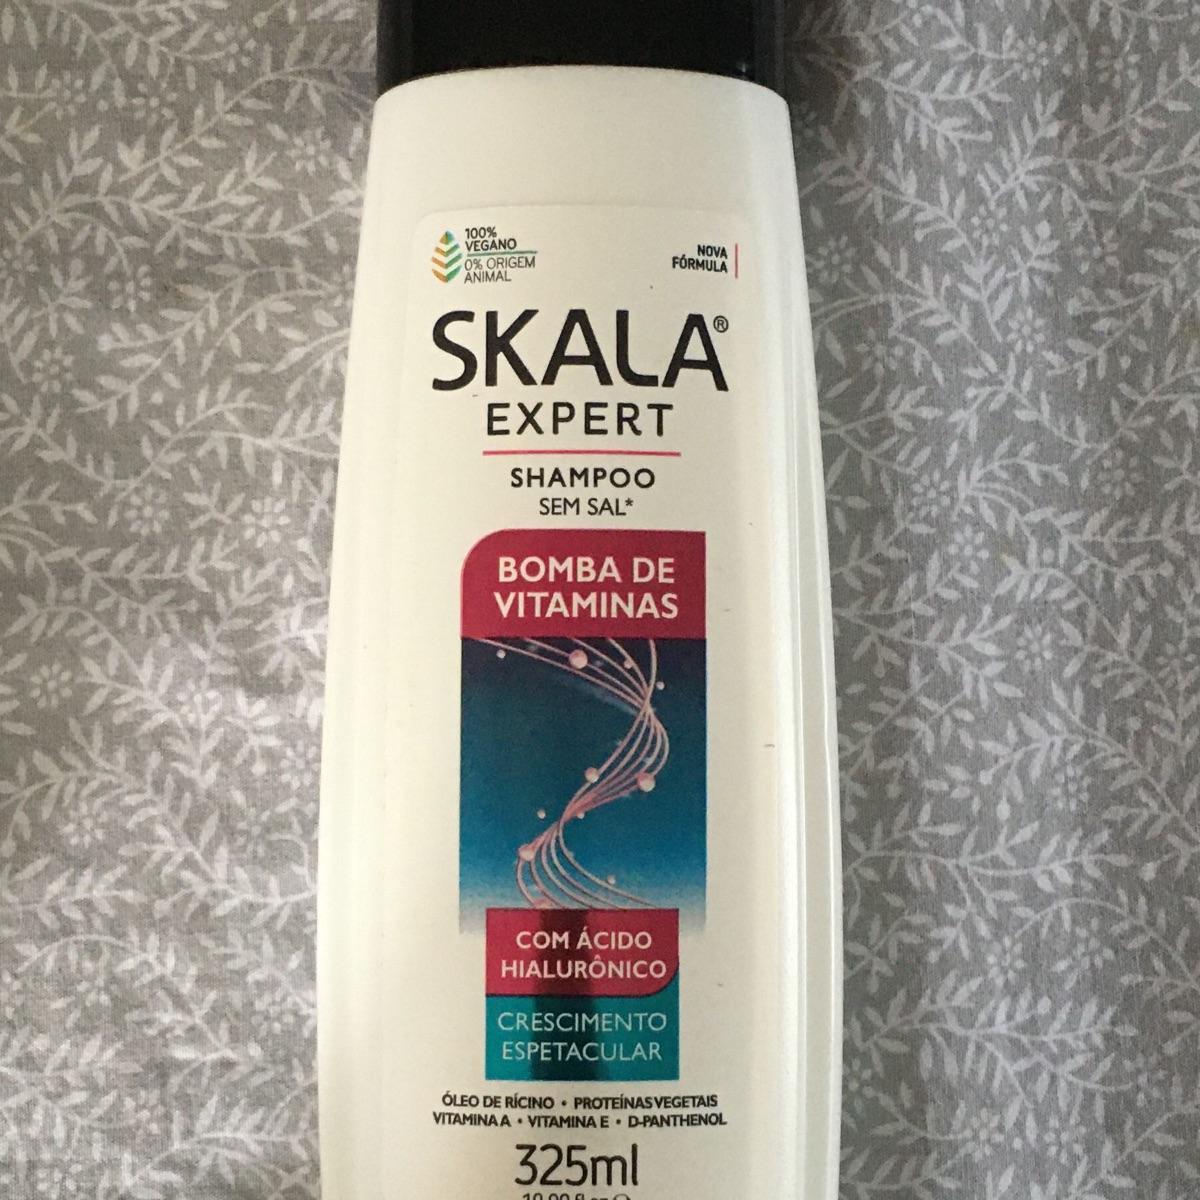 100%
VEGANO
0% ORIGEM
ANIMAL
NOVA
FÓRMULA
SKALA®
EXPERT
SHAMPOO
SEM SAL*
BOMBA DE
VITAMINAS
COM ÁCIDO
HIALURÔNICO
CRESCIMENTO
ESPETACULAR
ÓLEO DE RÍCINO • PROTEÍNAS VEGETAIS
VITAMINA A • VITAMINA E • D-PANTHENOL
325ml